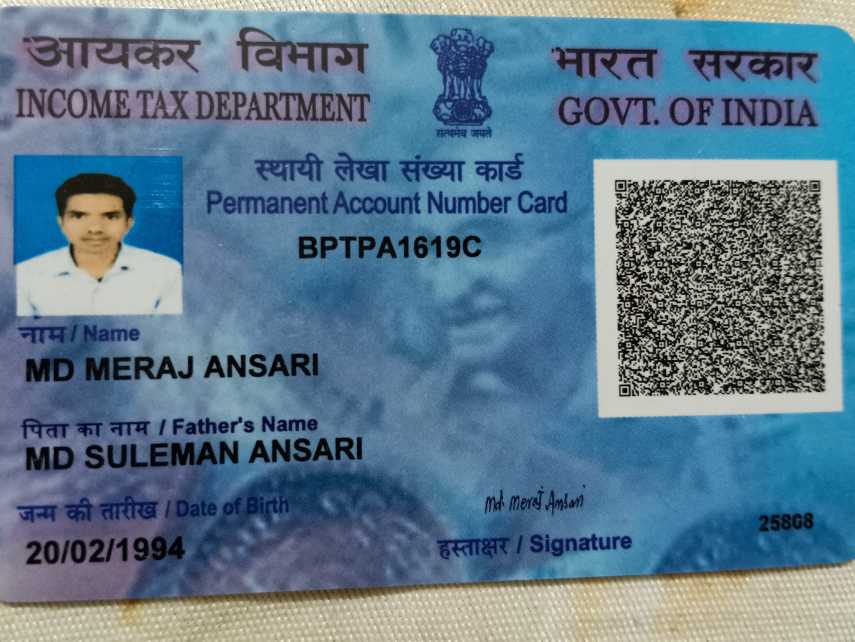 आयकर विभाग
INCOME TAX DEPARTMENT
सत्यमेव जयते
भारत सरकार
GOVT. OF INDIA
स्थायी लेखा संख्या कार्ड
Permanent Account Number Card
BPTPA1619C
नाम / Name
MD MERAJ ANSARI
पिता का नाम / Father's Name
MD SULEMAN ANSARI
जन्म की तारीख / Date of Birth
20/02/1994
Md Meraj Ansari
हस्ताक्षर / Signature
25808